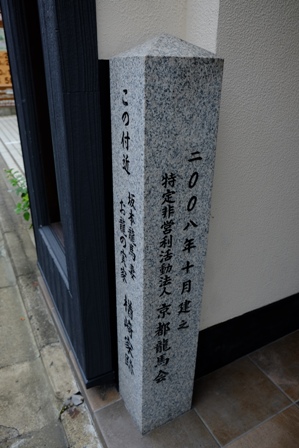 この付近
坂本龍馬妻
お龍の実家
楢崎家跡
二〇〇八年十月建之
特定非営利活動法人京都龍馬会